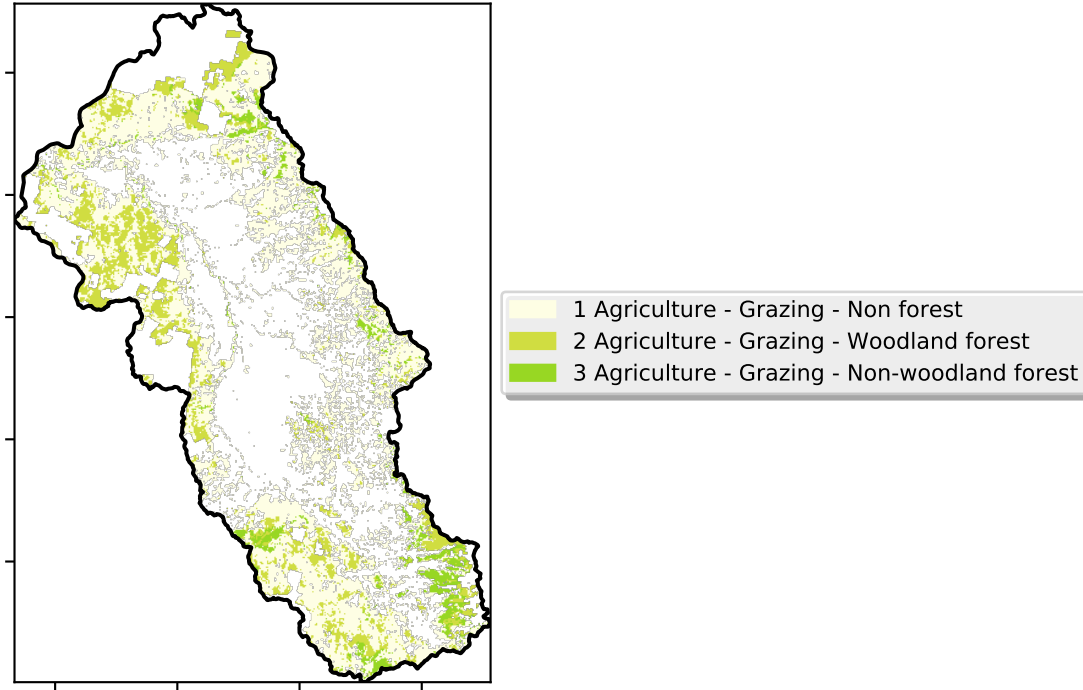 1 Agriculture - Grazing - Non forest
2 Agriculture - Grazing - Woodland forest
3 Agriculture - Grazing - Non-woodland forest